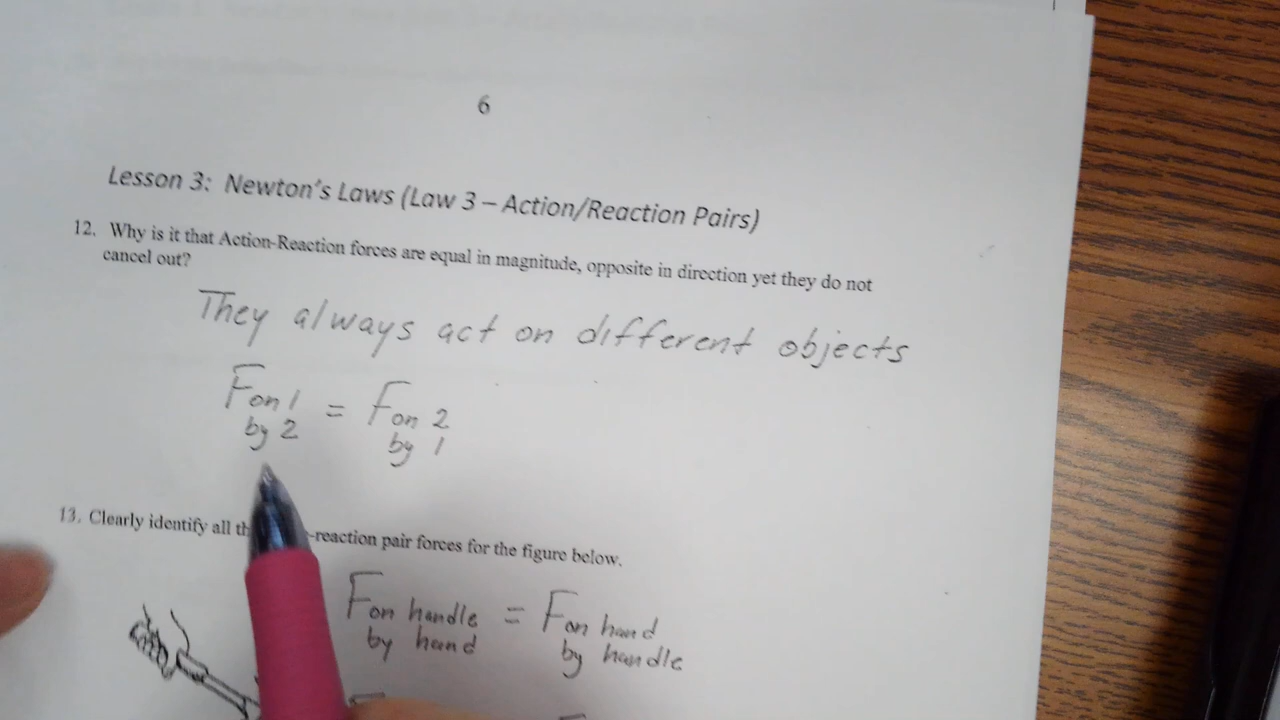 6
Lesson 3: Newton's Laws (Law 3 – Action/Reaction Pairs)
12. Why is it that Action-Reaction forces are equal in magnitude, opposite in direction yet they do not
cancel out?
They always act on different objects
Fon 1 = Fon 2
by 2 by 1
13. Clearly identify all -reaction pair forces for the figure below.
Fon handle = Fon hand
by hand by handle